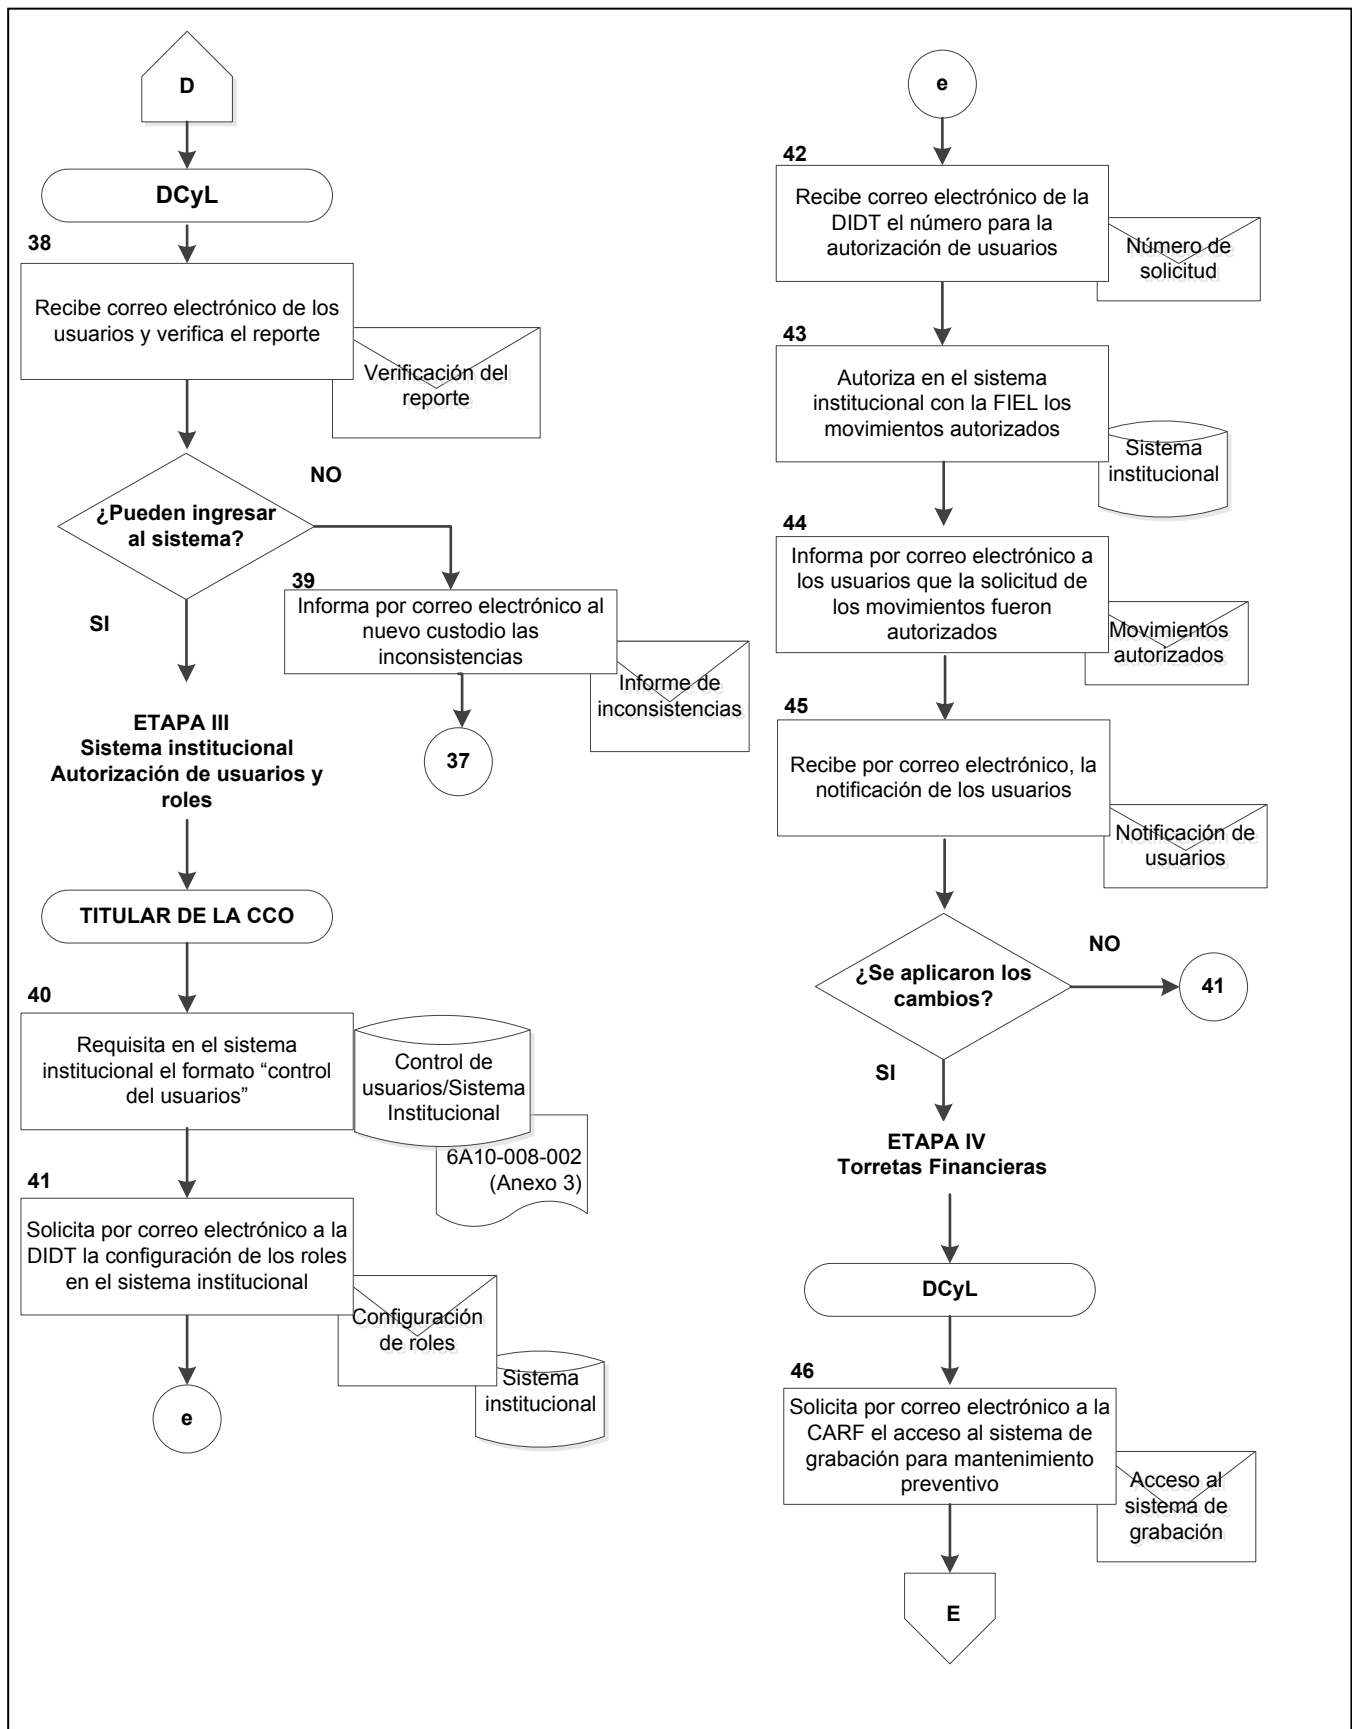 D
DCyL
38
Recibe correo electrónico de los
usuarios y verifica el reporte
Verificación del
reporte
¿Pueden ingresar
al sistema?
NO
SI
39
Informa por correo electrónico al
nuevo custodio las
inconsistencias
Informe de
inconsistencias
37
ETAPA III
Sistema institucional
Autorización de usuarios y
roles
TITULAR DE LA CCO
40
Requisita en el sistema
institucional el formato “control
del usuarios”
Control de
usuarios/Sistema
Institucional
6A10-008-002
(Anexo 3)
41
Solicita por correo electrónico a la
DIDT la configuración de los roles
en el sistema institucional
Configuración
de roles
Sistema
institucional
e
e
42
Recibe correo electrónico de la
DIDT el número para la
autorización de usuarios
Número de
solicitud
43
Autoriza en el sistema
institucional con la FIEL los
movimientos autorizados
Sistema
institucional
44
Informa por correo electrónico a
los usuarios que la solicitud de
los movimientos fueron
autorizados
Movimientos
autorizados
45
Recibe por correo electrónico, la
notificación de los usuarios
Notificación de
usuarios
¿Se aplicaron los
cambios?
NO
41
SI
ETAPA IV
Torretas Financieras
DCyL
46
Solicita por correo electrónico a la
CARF el acceso al sistema de
grabación para mantenimiento
preventivo
Acceso al
sistema de
grabación
E